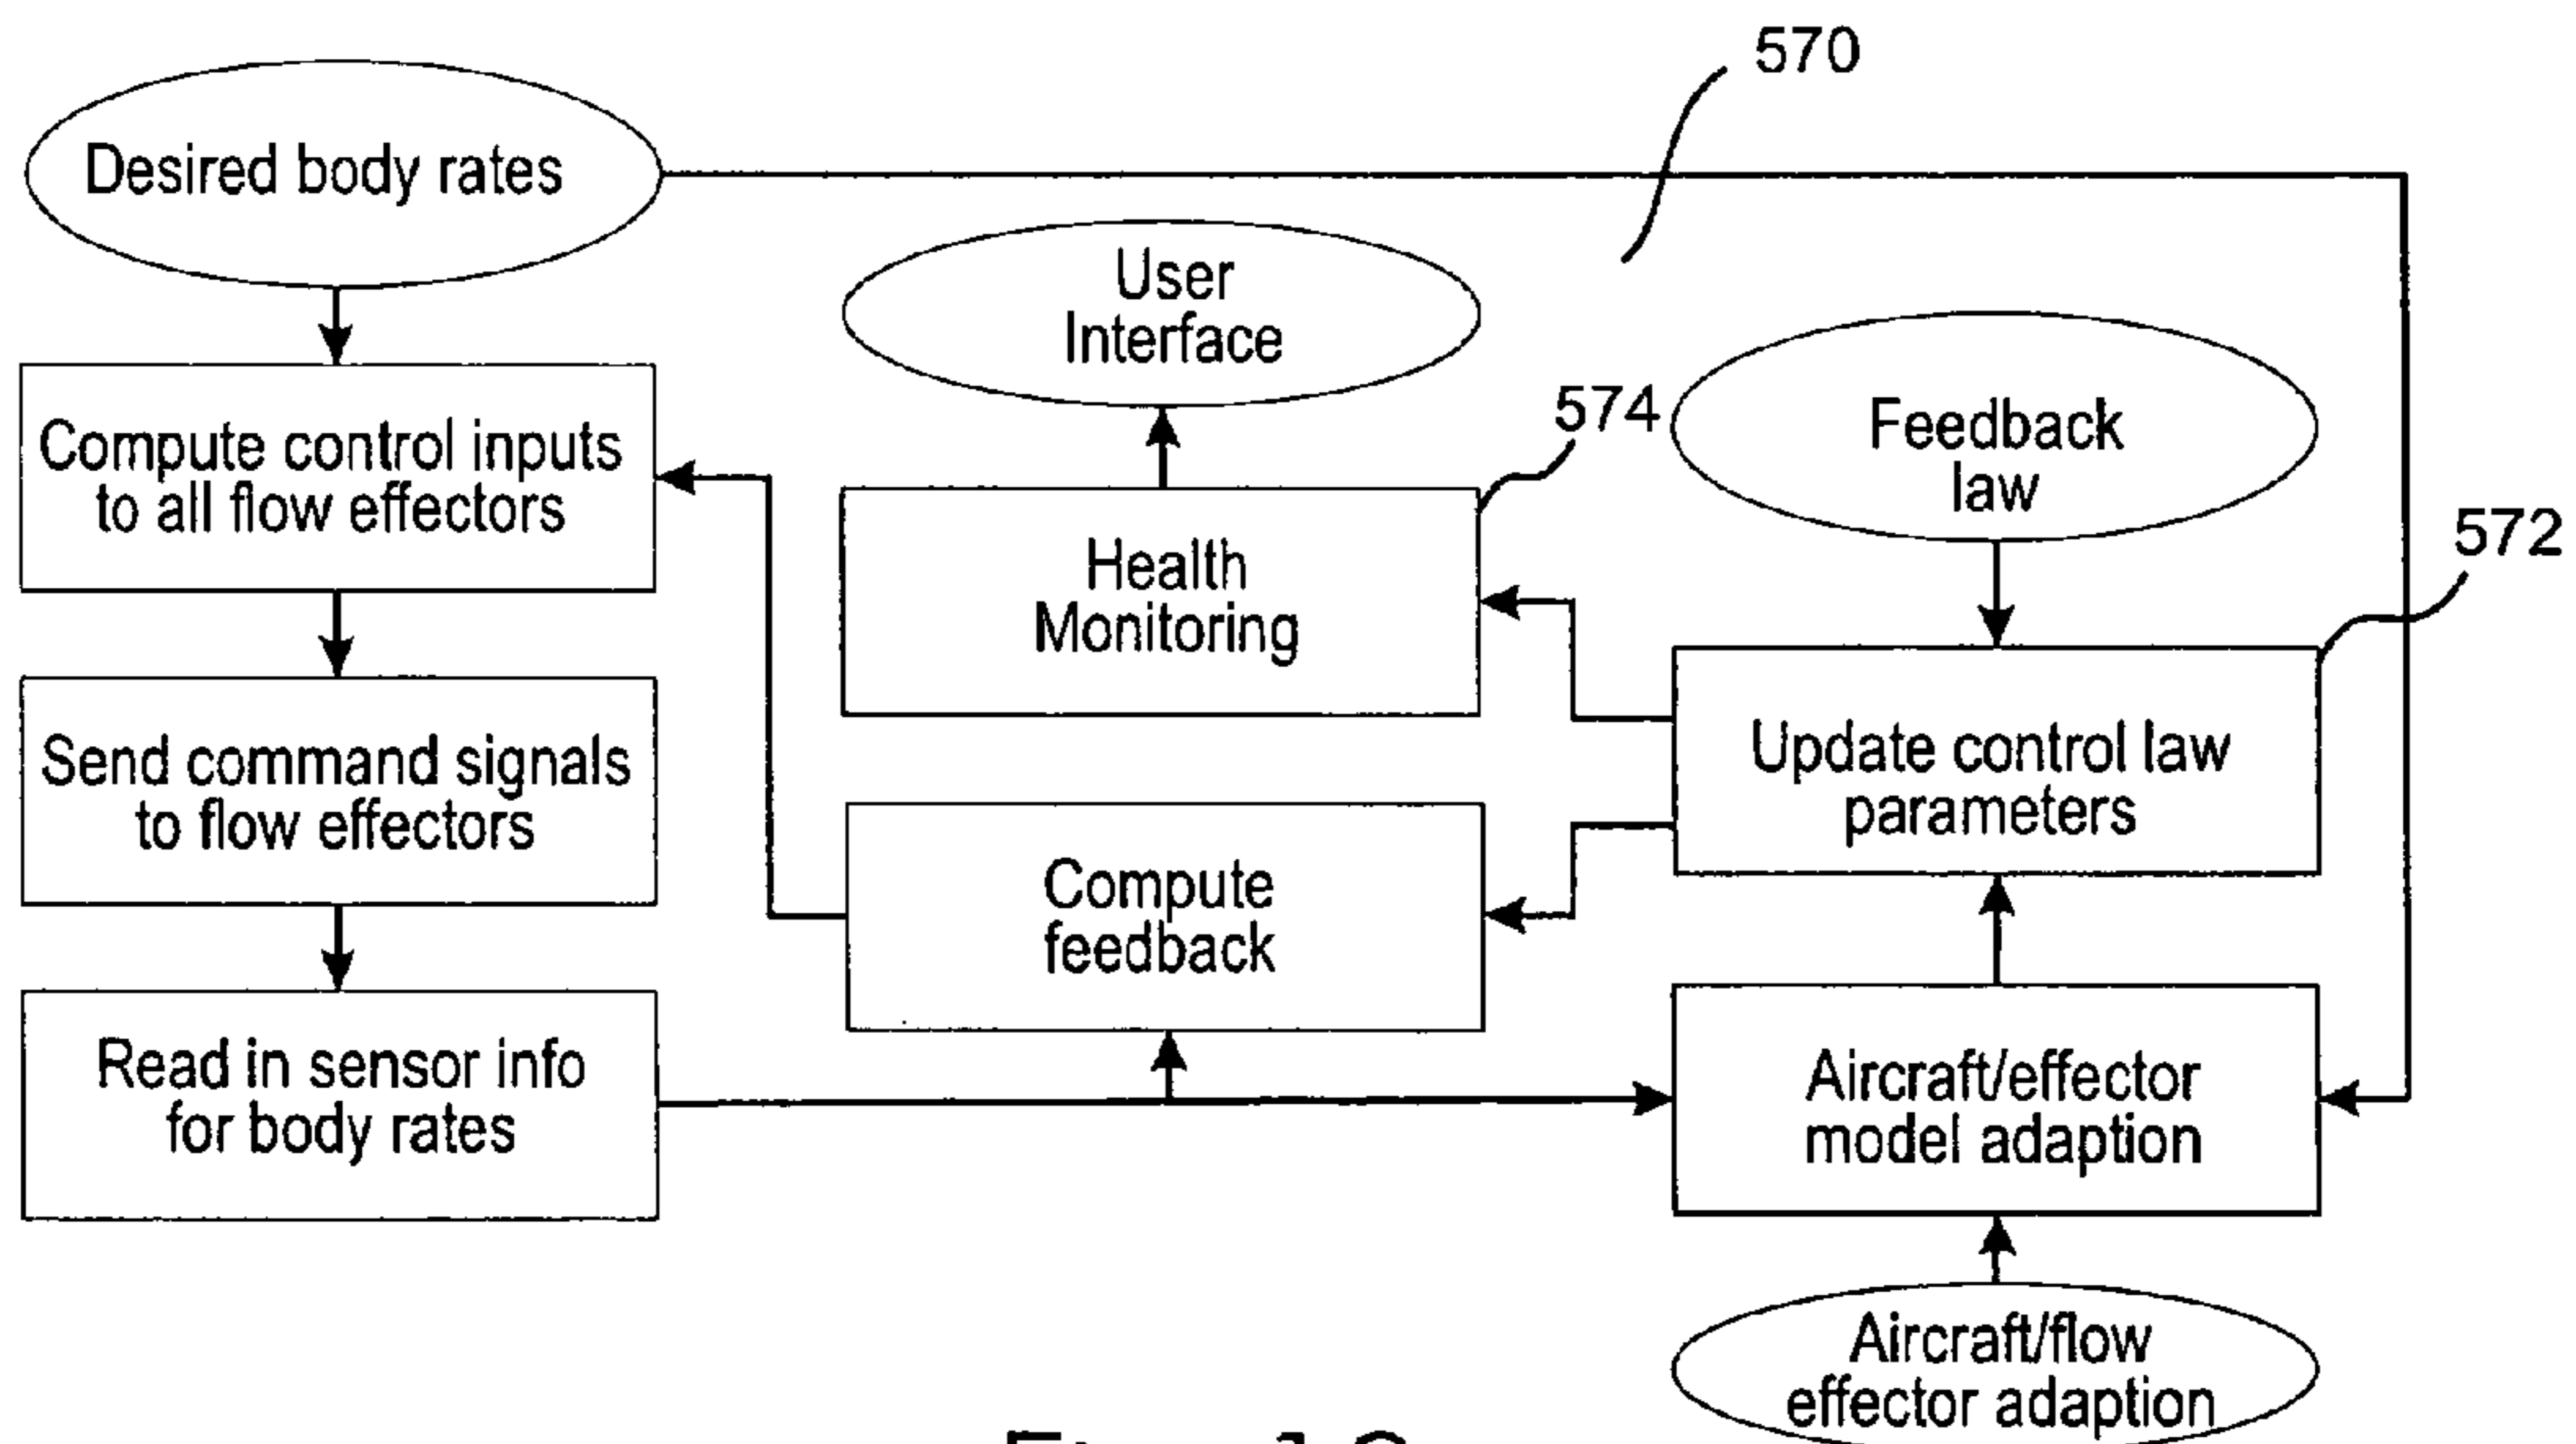 570
Desired body rates
User
Interface
574
Feedback
law
572
Compute control inputs
to all flow effectors
Health
Monitoring
Update control law
parameters
Send command signals
to flow effectors
Compute
feedback
Read in sensor info
for body rates
Aircraft/effector
model adaption
Aircraft/flow
effector adaption